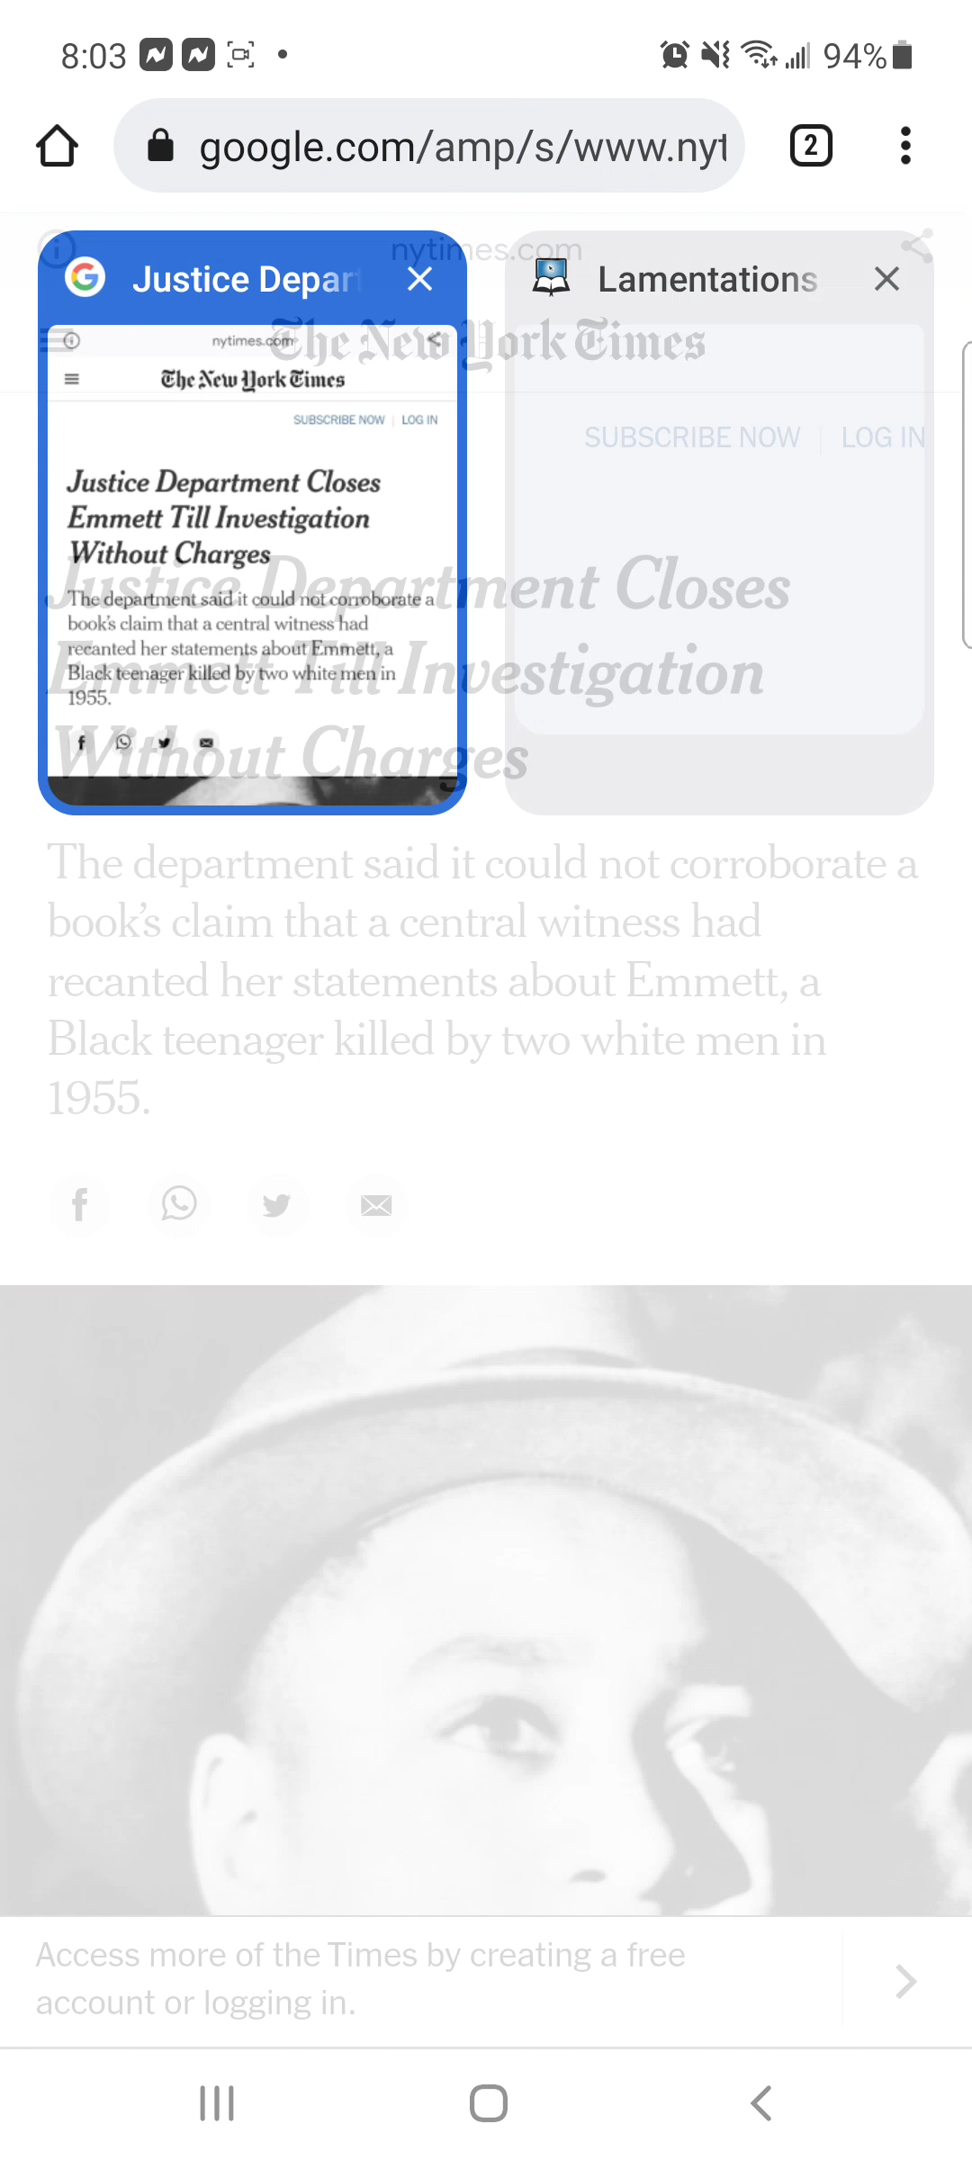 8:03
94%
google.com/amp/s/www.nyt
2
nytimes.com
Justice Depar
Lamentations
nytimes.com
The New York Times
The New York Times
SUBSCRIBE NOW | LOG IN
SUBSCRIBE NOW | LOG IN
Justice Department Closes
Emmett Till Investigation
Without Charges
The department said it could not corroborate a
book's claim that a central witness had
recanted her statements about Emmett, a
Black teenager killed by two white men in
1955.
Justice Department Closes
Emmett Till Investigation
Without Charges
The department said it could not corroborate a
book's claim that a central witness had
recanted her statements about Emmett, a
Black teenager killed by two white men in
1955.
Access more of the Times by creating a free
account or logging in.